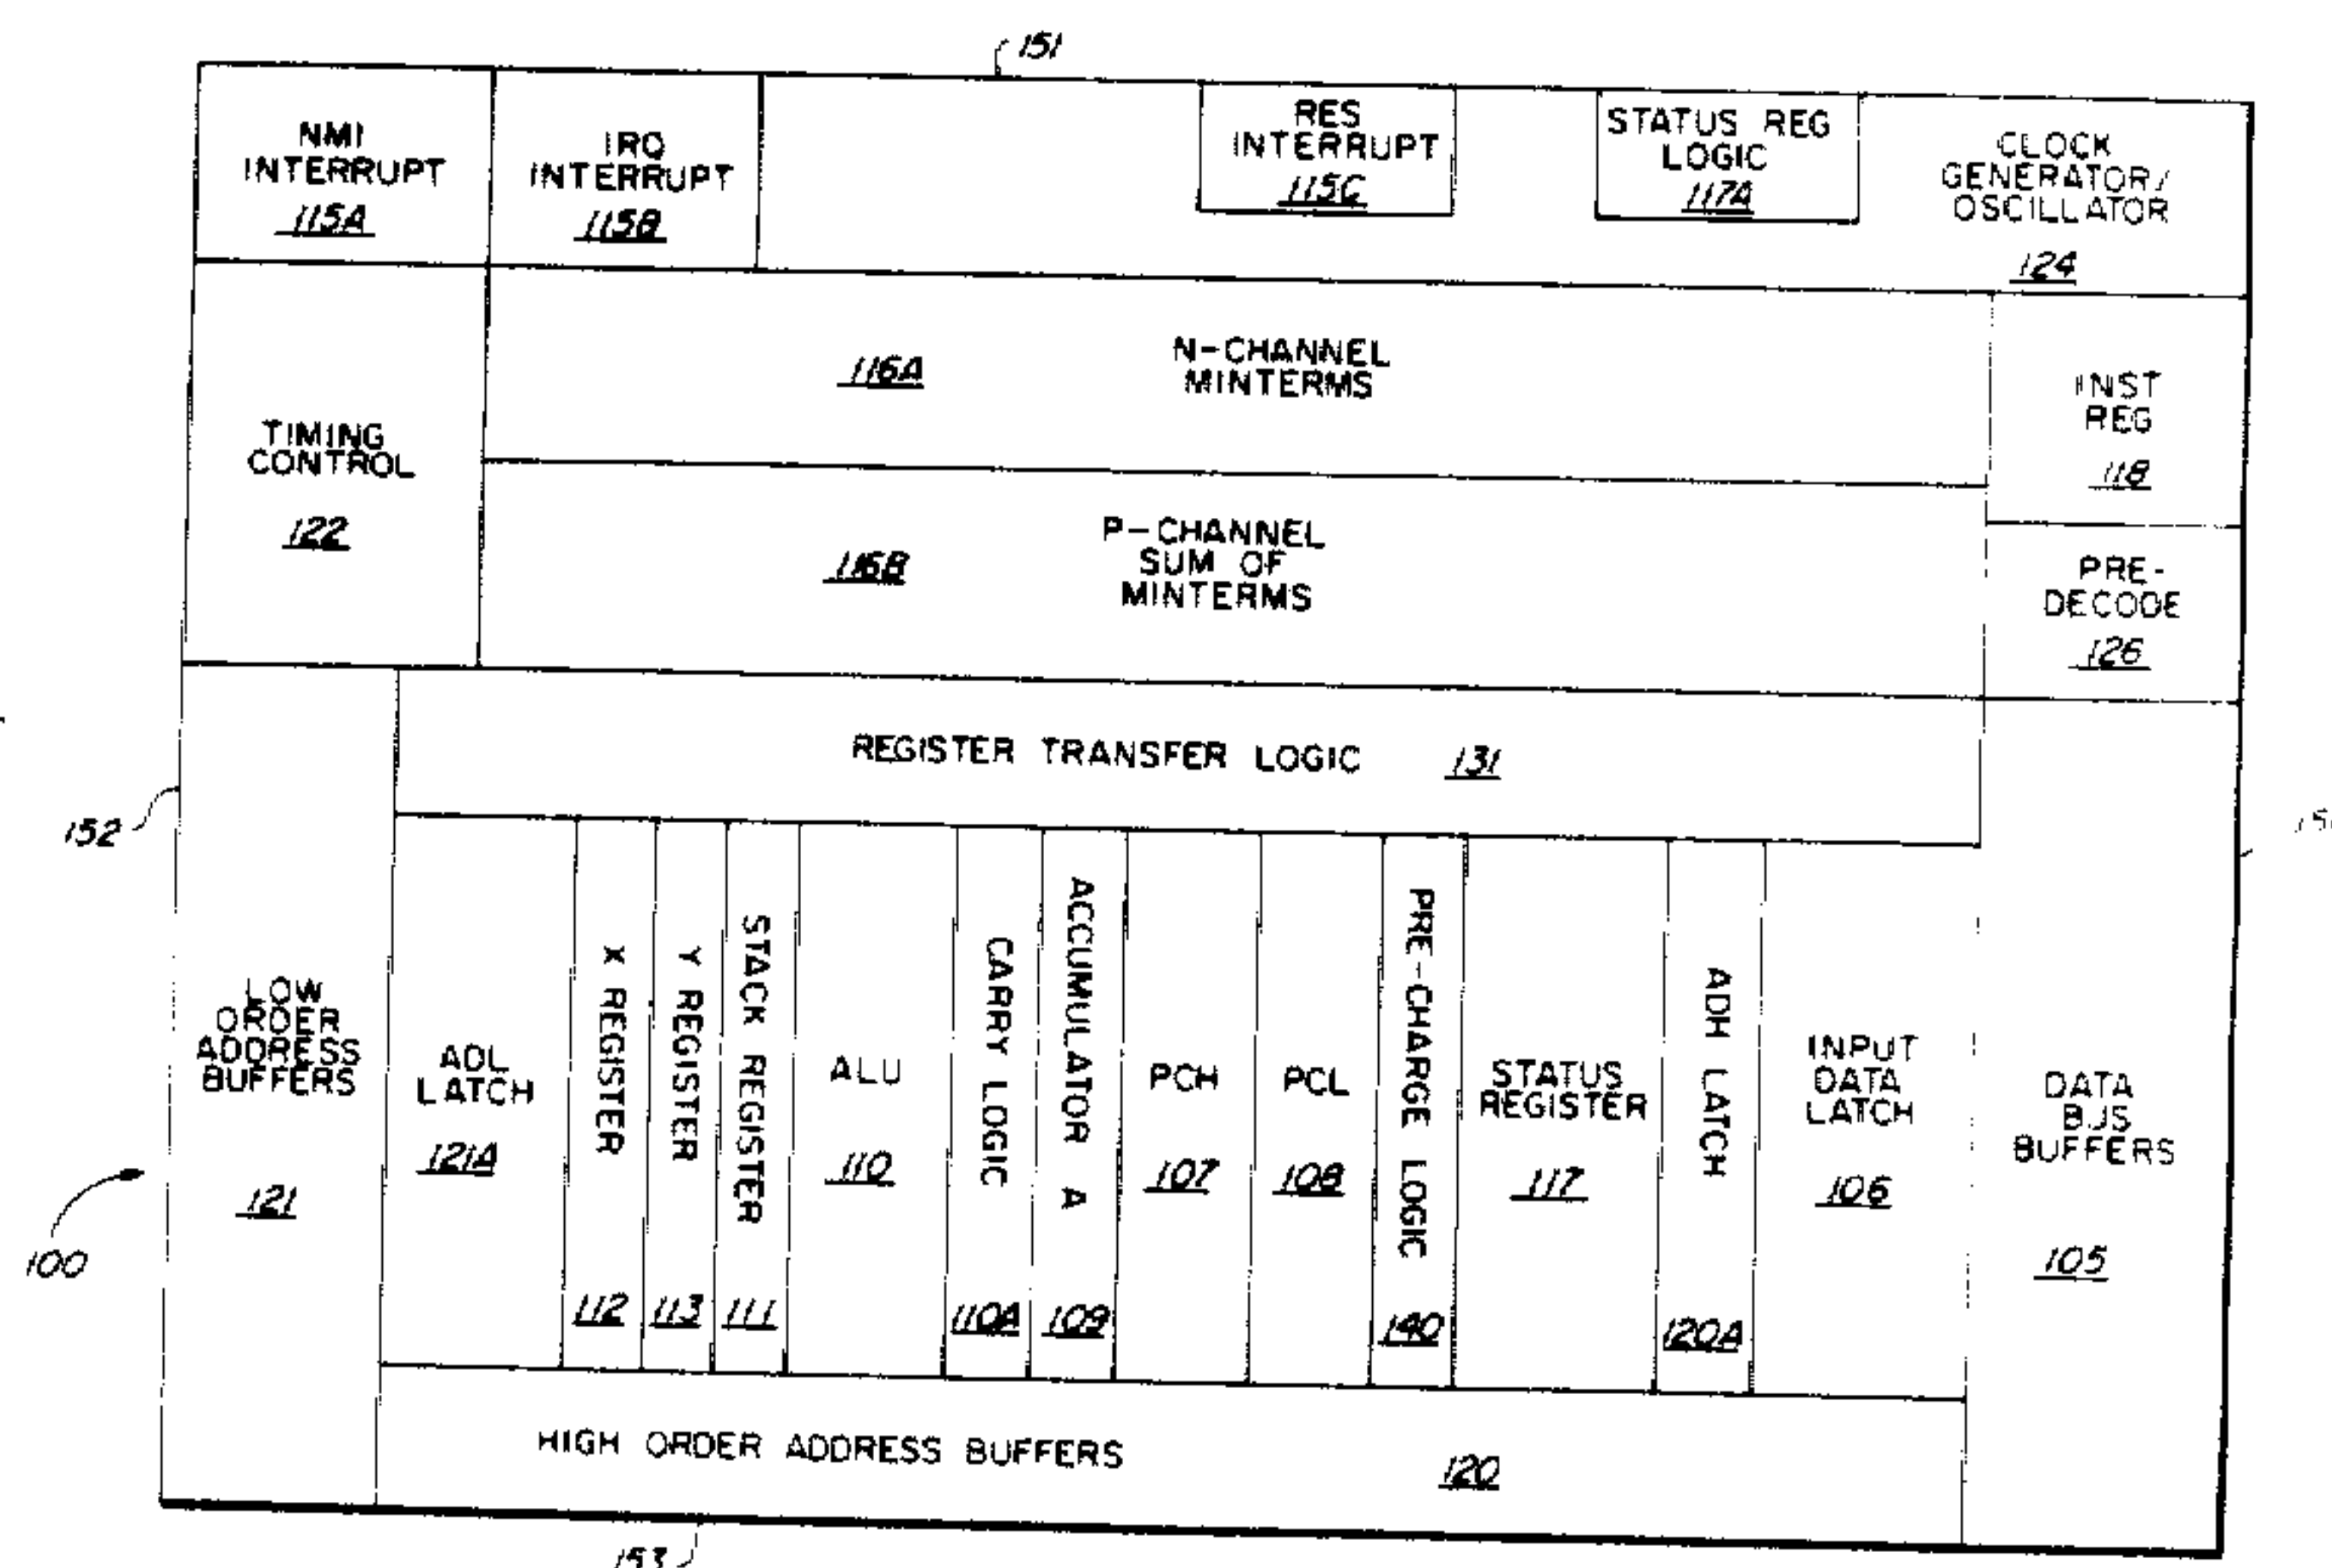 151
NMI
INTERRUPT
115A
IRQ
INTERRUPT
115B
RES
INTERRUPT
115C
STATUS REG
LOGIC
117A
CLOCK
GENERATOR/
OSCILLATOR
124
TIMING
CONTROL
122
116A
N-CHANNEL
MINTERMS
INST
REG
118
116B
P-CHANNEL
SUM OF
MINTERMS
PRE-
DECODE
126
REGISTER TRANSFER LOGIC 131
152
LOW
ORDER
ADDRESS
BUFFERS
121
100
ADL
LATCH
121A
X REGISTER
112
Y REGISTER
113
STACK REGISTER
111
ALU
110
CARRY LOGIC
110A
ACCUMULATOR A
109
PCH
107
PCL
108
PRE-CHARGE LOGIC
140
STATUS
REGISTER
117
ADH LATCH
120A
INPUT
DATA
LATCH
106
DATA
BUS
BUFFERS
105
HIGH ORDER ADDRESS BUFFERS 120
153